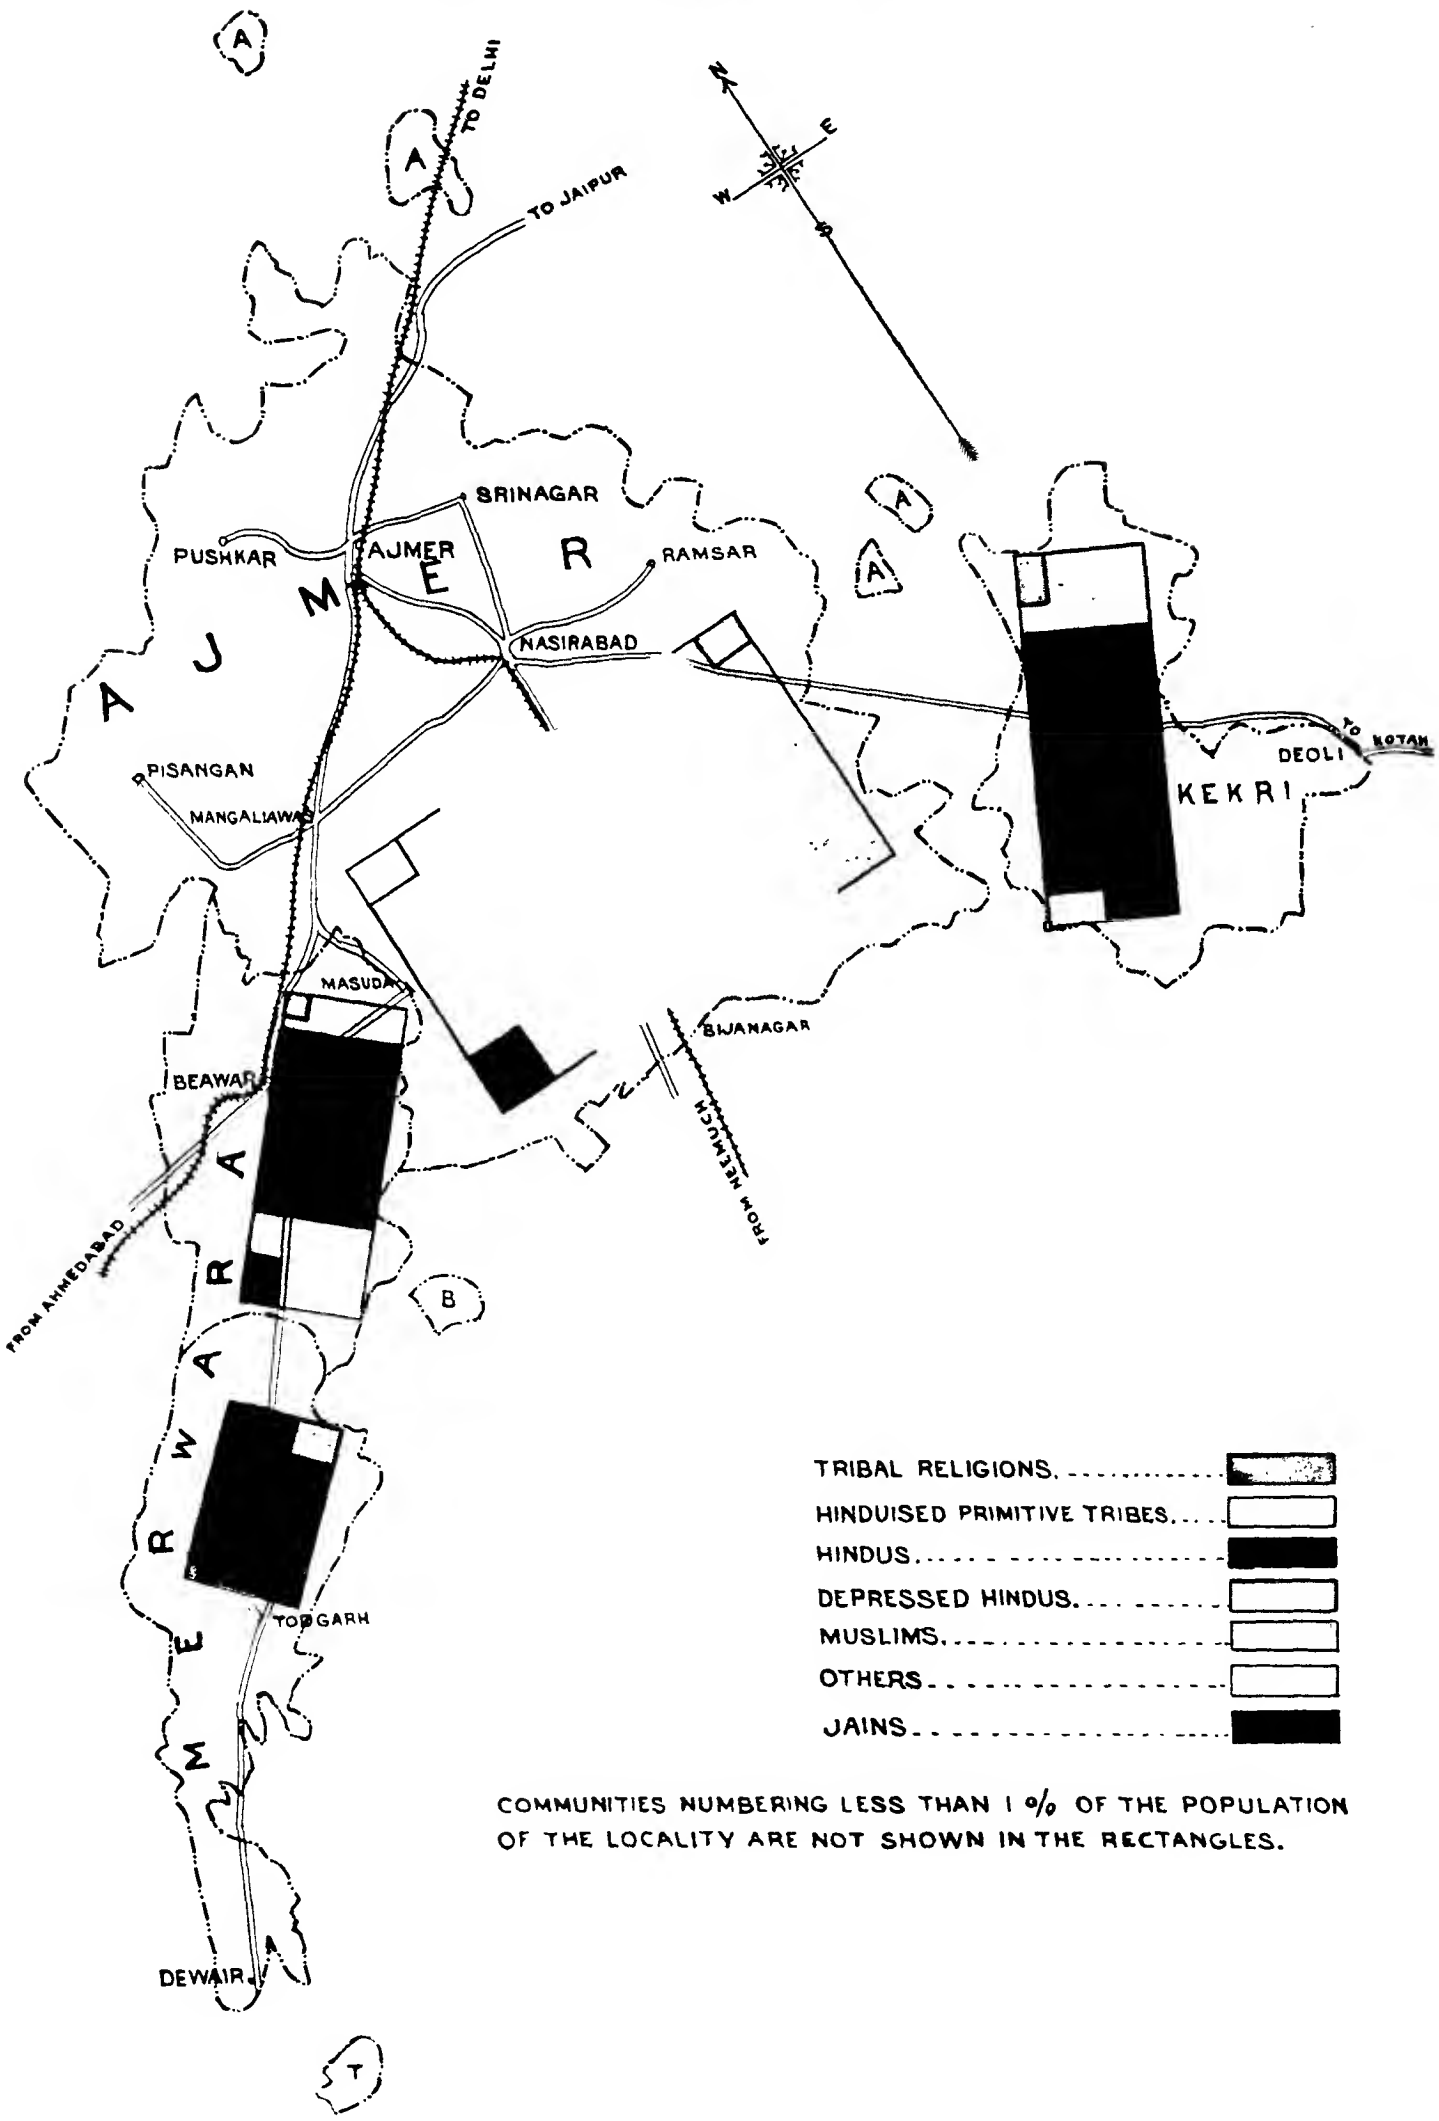 A
TO DELHI
A
TO JAIPUR
N
E
W
S
SRINAGAR
PUSHKAR
AJMER
RAMSAR
NASIRABAD
A J M E R
A
A
PISANGAN
MANGALIAWAS
DEOLI
TO KOTAH
KEKRI
MASUDA
BEAWAR
BIJANAGAR
FROM NEEMUCH
FROM AHMEDABAD
B
M E R W A R A
TODGARH
DEWAIR
T
TRIBAL RELIGIONS.
HINDUISED PRIMITIVE TRIBES.
HINDUS.
DEPRESSED HINDUS.
MUSLIMS.
OTHERS
JAINS
COMMUNITIES NUMBERING LESS THAN 1 % OF THE POPULATION
OF THE LOCALITY ARE NOT SHOWN IN THE RECTANGLES.